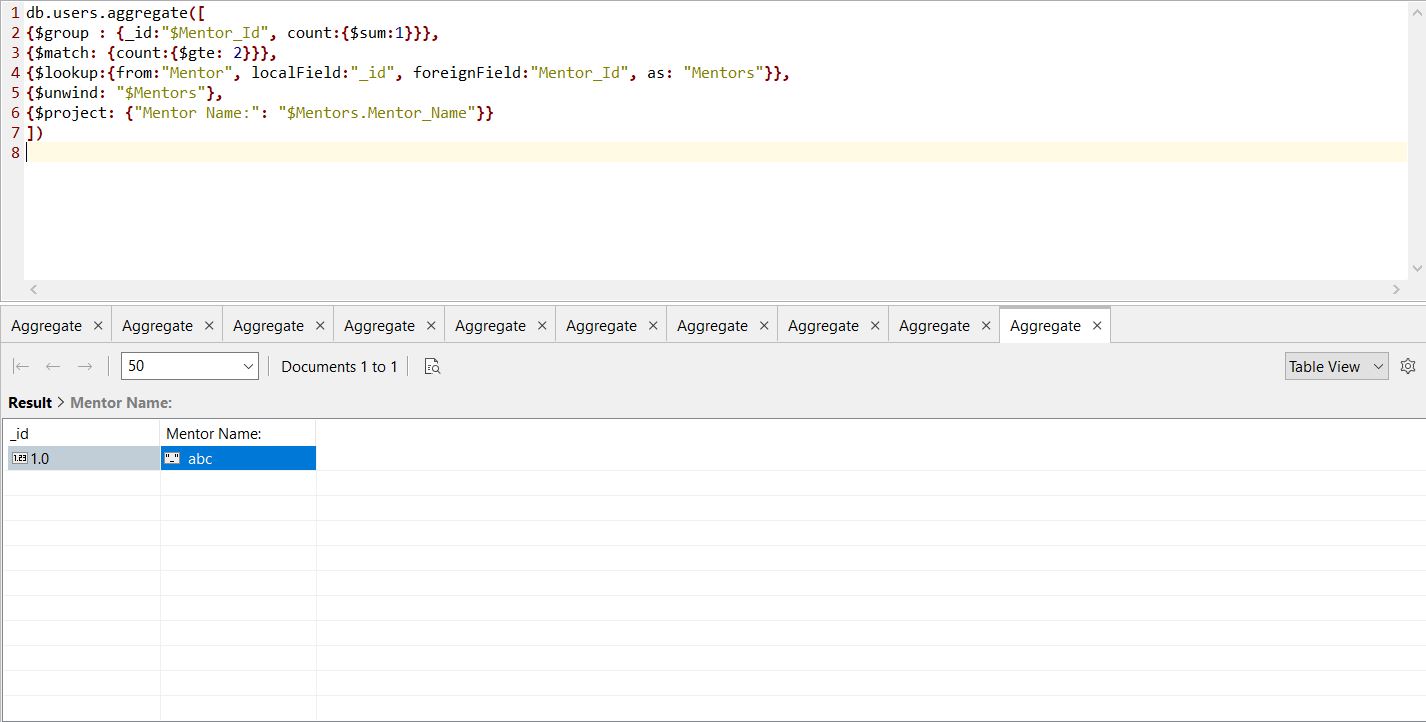 1 db.users.aggregate([
2 {$group : {_id:"$Mentor_Id", count:{$sum:1}}},
3 {$match: {count:{$gte: 2}}},
4 {$lookup:{from:"Mentor", localField:"_id", foreignField:"Mentor_Id", as: "Mentors"}},
5 {$unwind: "$Mentors"},
6 {$project: {"Mentor Name:": "$Mentors.Mentor_Name"}}
7 ])
8
Aggregate × Aggregate × Aggregate × Aggregate × Aggregate × Aggregate × Aggregate × Aggregate × Aggregate × Aggregate ×
50 Documents 1 to 1 Table View
Result > Mentor Name:
_id Mentor Name:
1.23 1.0 "_" abc